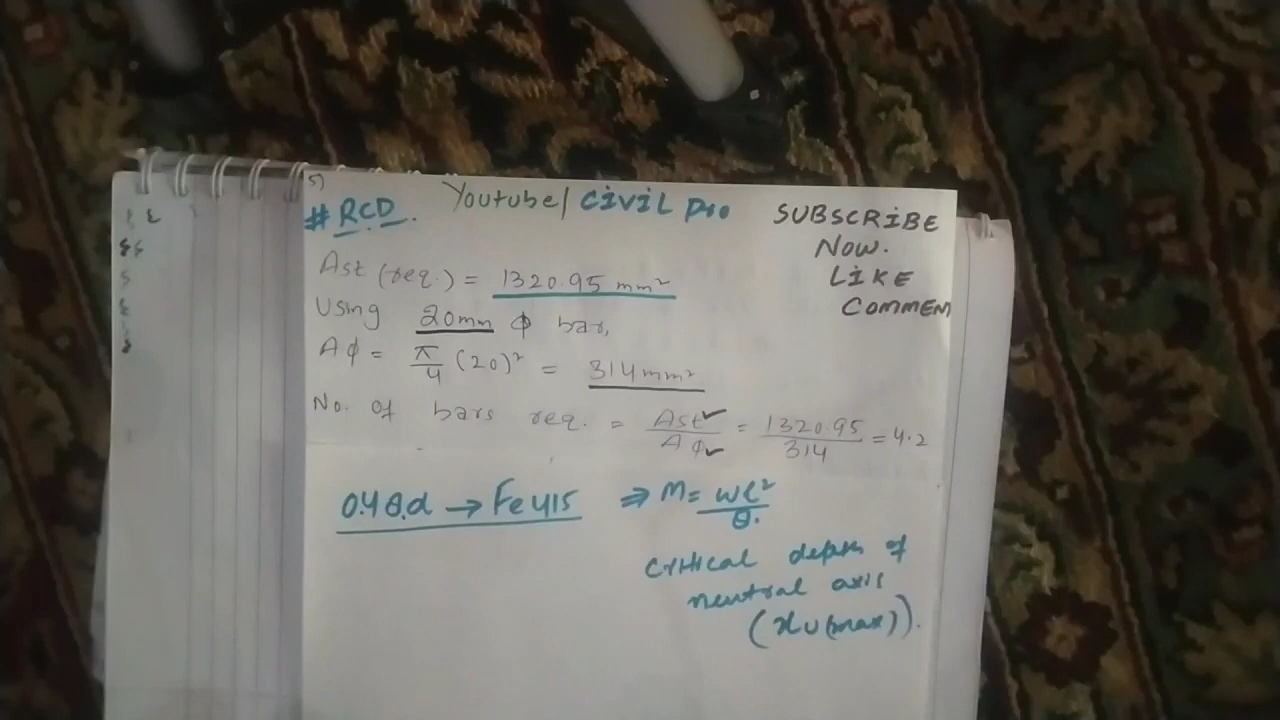 5)
#RCD. Youtube/ CiViL Pro
SUBSCRiBE
Now.
LiKE
COMMEN
Ast (req.) = 1320.95 mm²
Using 20mm ϕ bar,
Aϕ = π/4 (20)² = 314mm²
No. of bars req. = Ast✓/Aϕ✓ = 1320.95/314 = 4.2
0.48.d → Fe415 ⇒ M = wl²/8.
Critical depth of
neutral axis
(xu(max)).